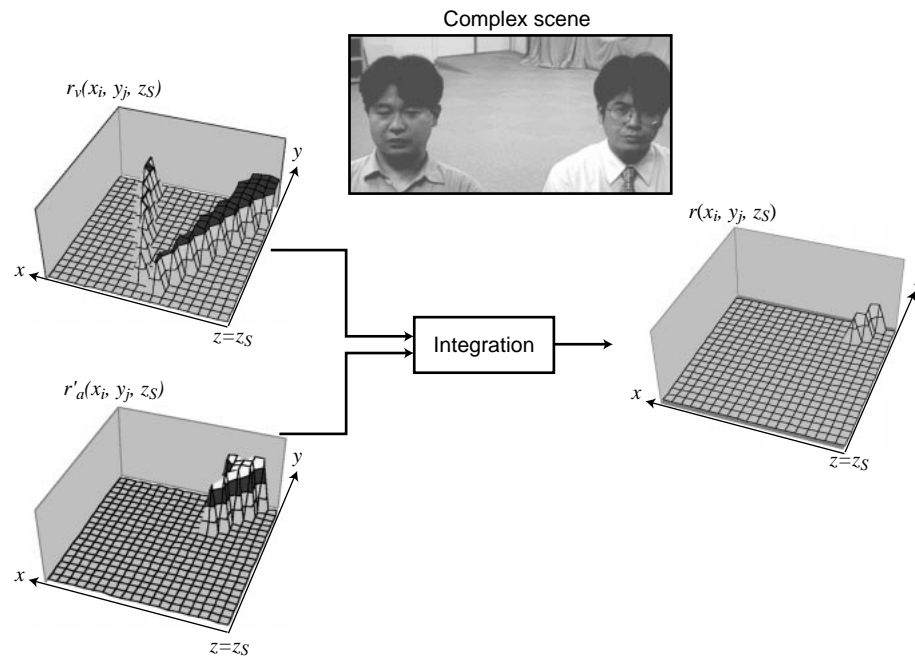 Complex scene
r_v(x_i, y_j, z_S)
y
x
z=z_S
r'_a(x_i, y_j, z_S)
y
x
z=z_S
Integration
r(x_i, y_j, z_S)
x
z=z_S